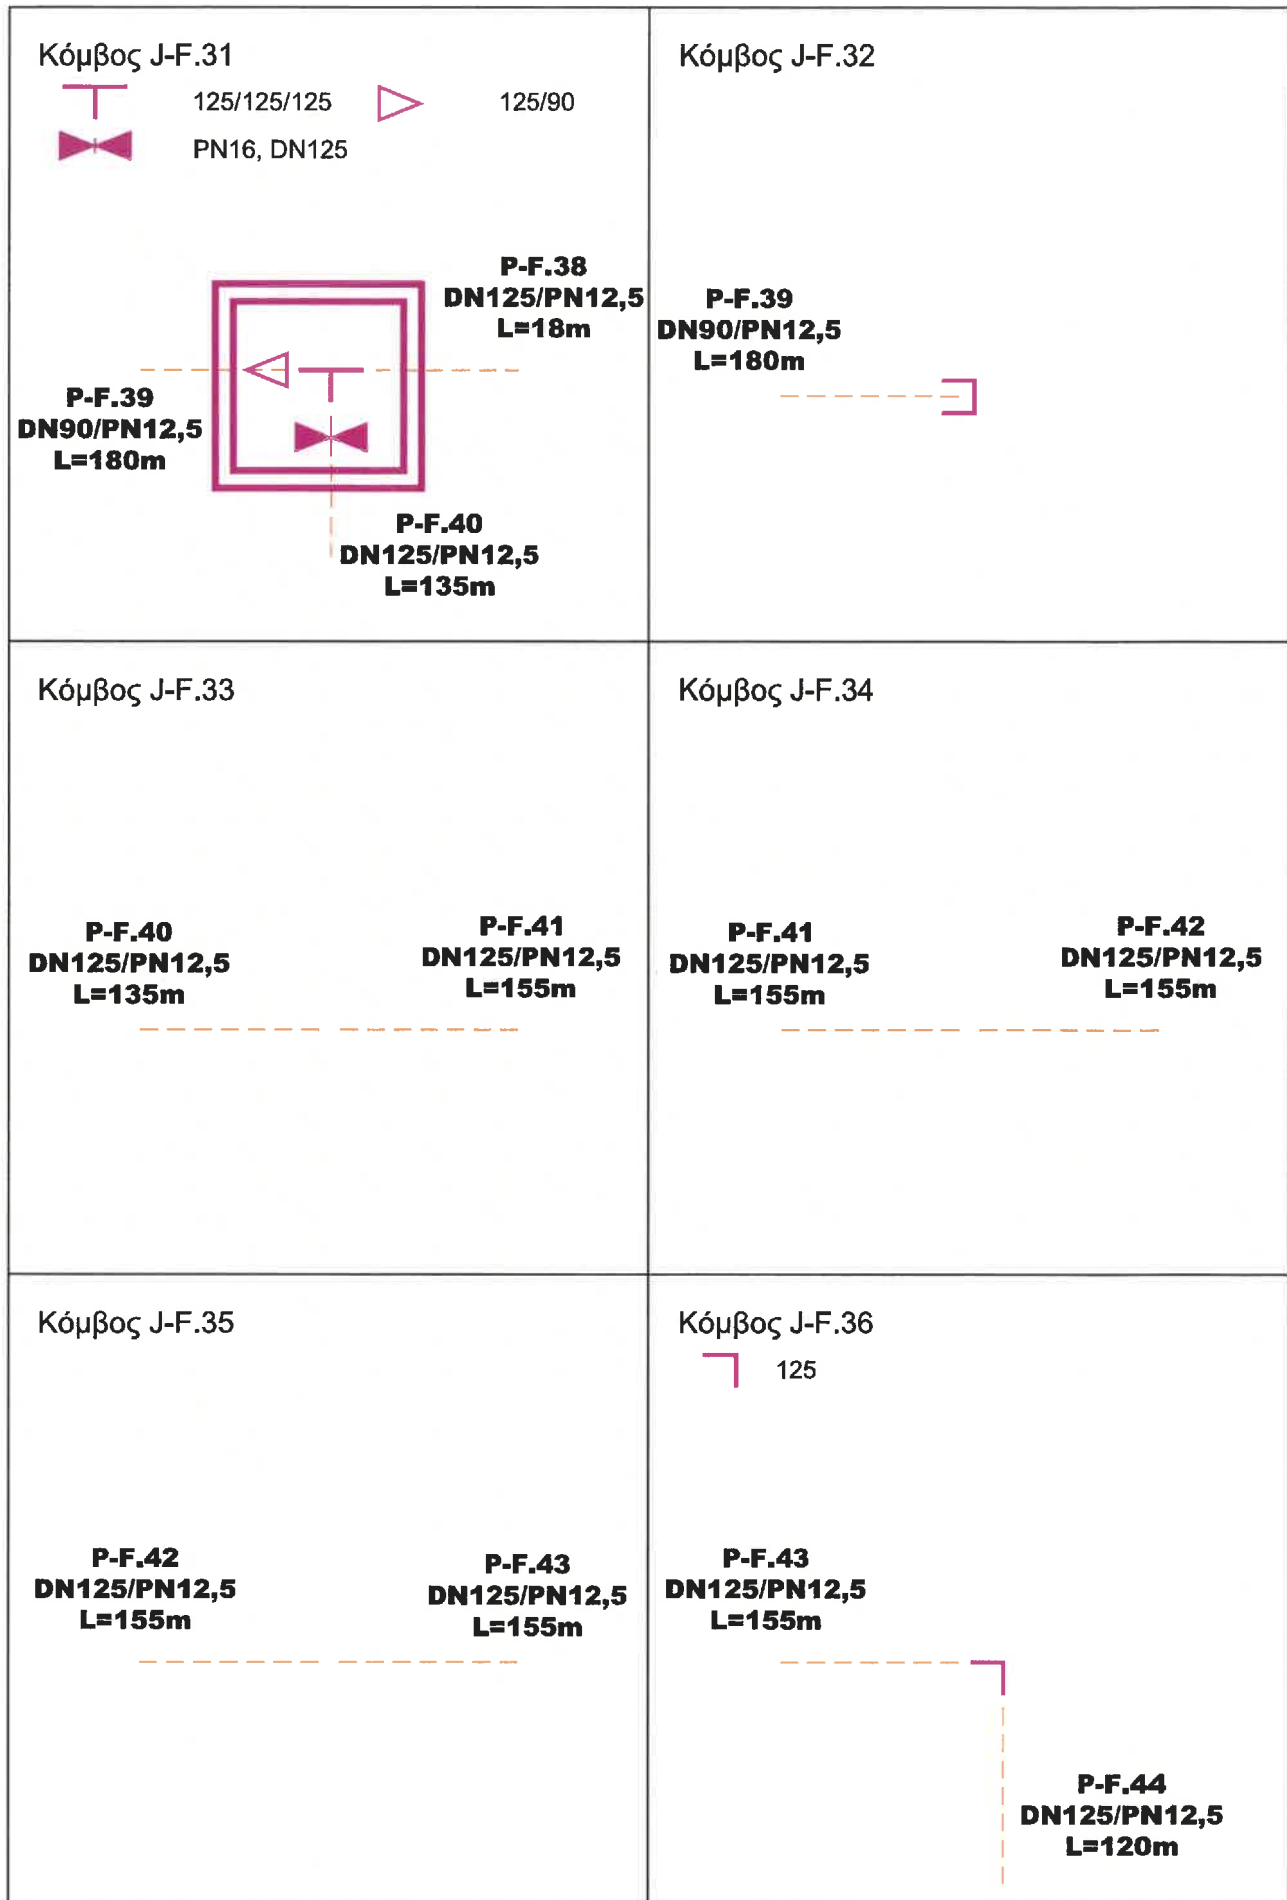 Κόμβος J-F.31
125/125/125
125/90
PN16, DN125
P-F.38
DN125/PN12,5
L=18m
P-F.39
DN90/PN12,5
L=180m
P-F.40
DN125/PN12,5
L=135m
Κόμβος J-F.32
P-F.39
DN90/PN12,5
L=180m
Κόμβος J-F.33
P-F.40
DN125/PN12,5
L=135m
P-F.41
DN125/PN12,5
L=155m
Κόμβος J-F.34
P-F.41
DN125/PN12,5
L=155m
P-F.42
DN125/PN12,5
L=155m
Κόμβος J-F.35
P-F.42
DN125/PN12,5
L=155m
P-F.43
DN125/PN12,5
L=155m
Κόμβος J-F.36
125
P-F.43
DN125/PN12,5
L=155m
P-F.44
DN125/PN12,5
L=120m